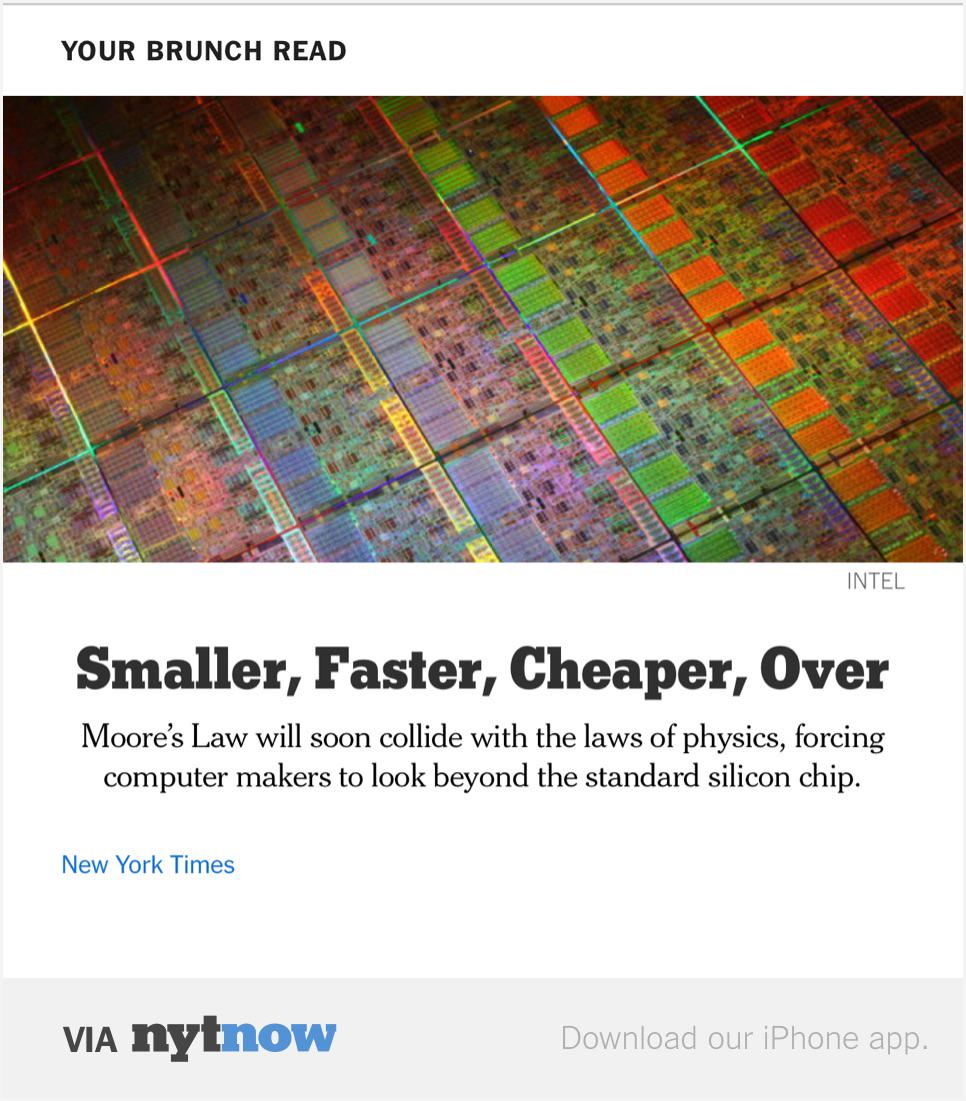 YOUR BRUNCH READ
INTEL
Smaller, Faster, Cheaper, Over
Moore’s Law will soon collide with the laws of physics, forcing
computer makers to look beyond the standard silicon chip.
New York Times
VIA nytnow
Download our iPhone app.